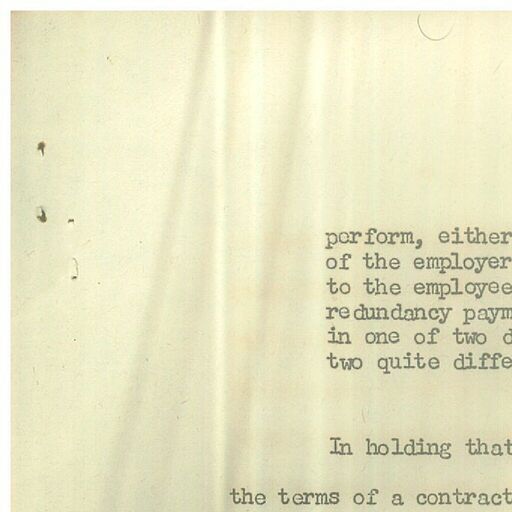 perform, either
of the employer
to the employee
redundancy paym
in one of two d
two quite diffe
In holding that
the terms of a contract